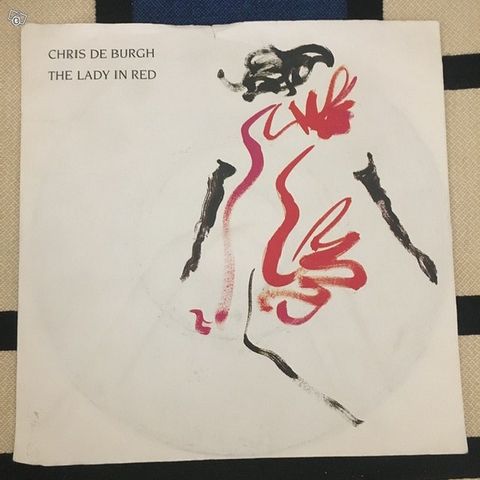 CHRIS DE BURGH
THE LADY IN RED